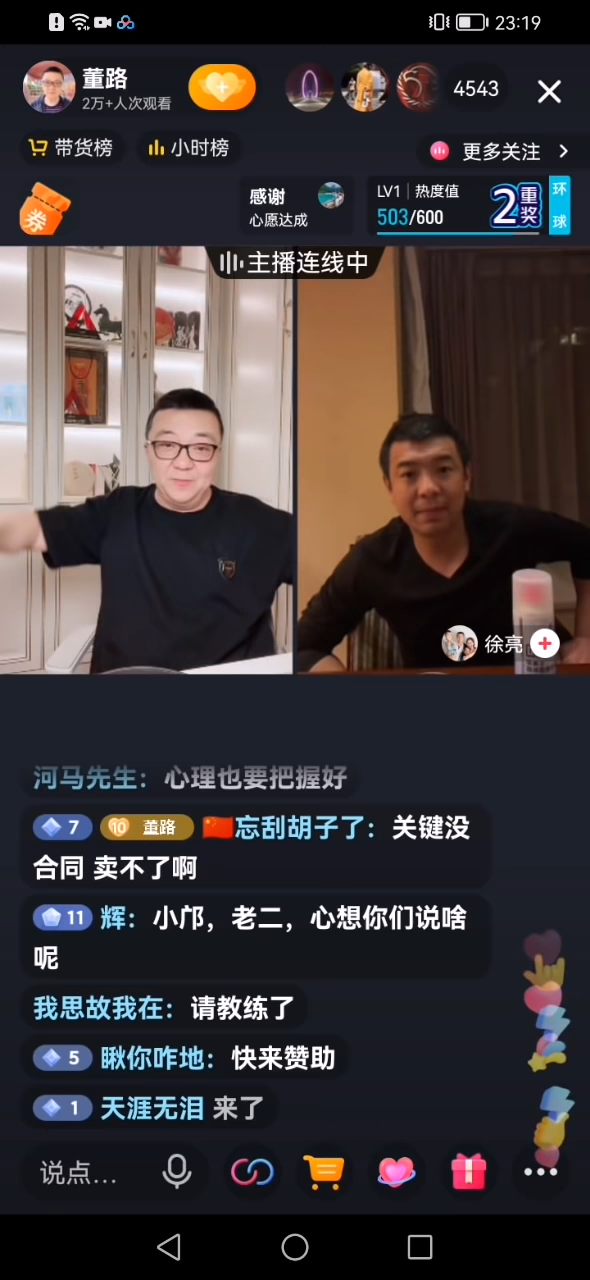 23:19
董路
2万+人次观看
4543
带货榜
小时榜
更多关注
券
感谢
心愿达成
LV1｜热度值
503/600
2重奖
环球
主播连线中
徐亮
河马先生：心理也要把握好
7 10 董路 忘刮胡子了：关键没
合同 卖不了啊
11 辉：小邝，老二，心想你们说啥
呢
我思故我在：请教练了
5 瞅你咋地：快来赞助
1 天涯无泪 来了
说点...